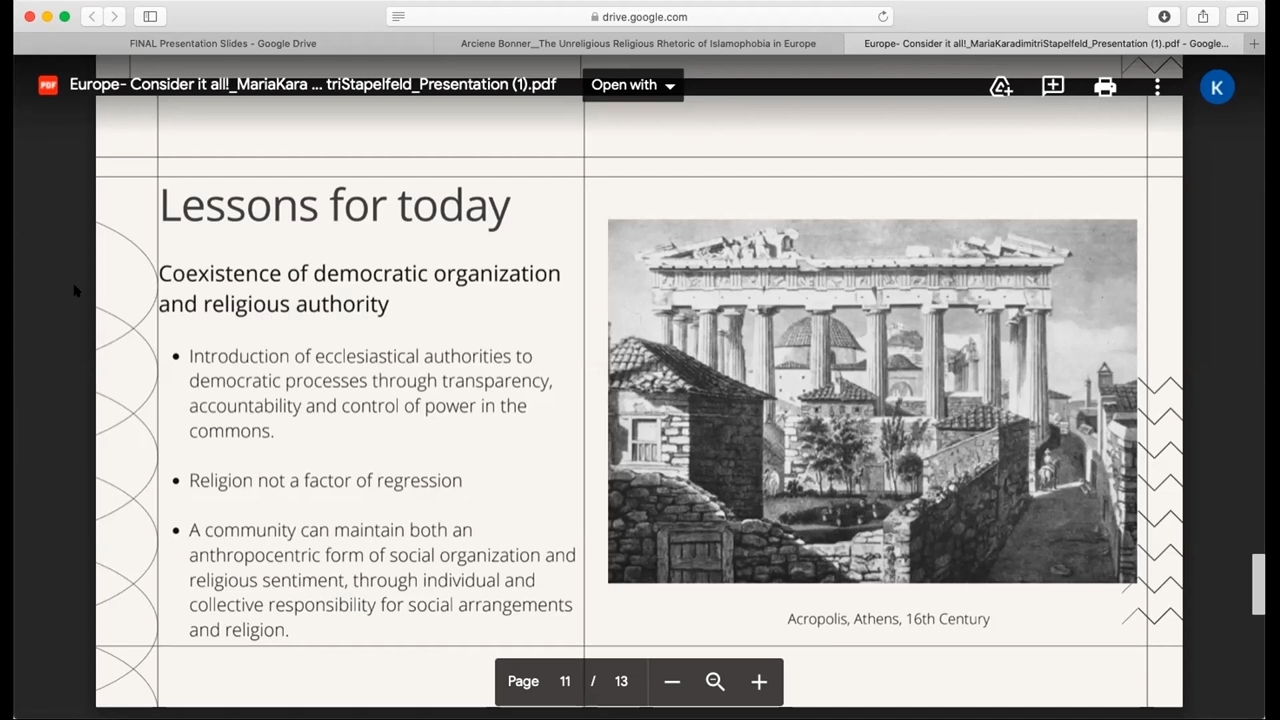 drive.google.com
FINAL Presentation Slides - Google Drive
Arciene Bonner__The Unreligious Religious Rhetoric of Islamophobia in Europe
Europe- Consider it all!_MariaKaradimitriStapelfeld_Presentation (1).pdf - Google...
PDF
Europe- Consider it all!_MariaKara ... triStapelfeld_Presentation (1).pdf
Open with
K
Lessons for today
Coexistence of democratic organization
and religious authority
• Introduction of ecclesiastical authorities to
democratic processes through transparency,
accountability and control of power in the
commons.
• Religion not a factor of regression
• A community can maintain both an
anthropocentric form of social organization and
religious sentiment, through individual and
collective responsibility for social arrangements
and religion.
Acropolis, Athens, 16th Century
Page 11 / 13